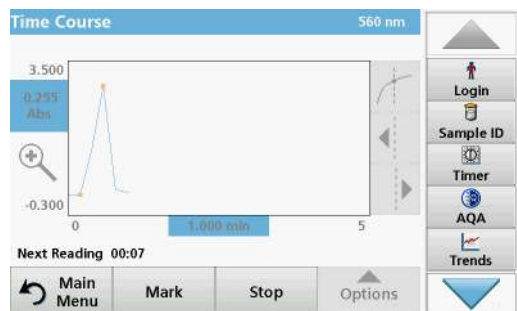 Time Course 560 nm
3.500
0.255
Abs
-0.300
0 1.000 min 5
Next Reading 00:07
Main
Menu
Mark
Stop
Options
Login
Sample ID
Timer
AQA
Trends